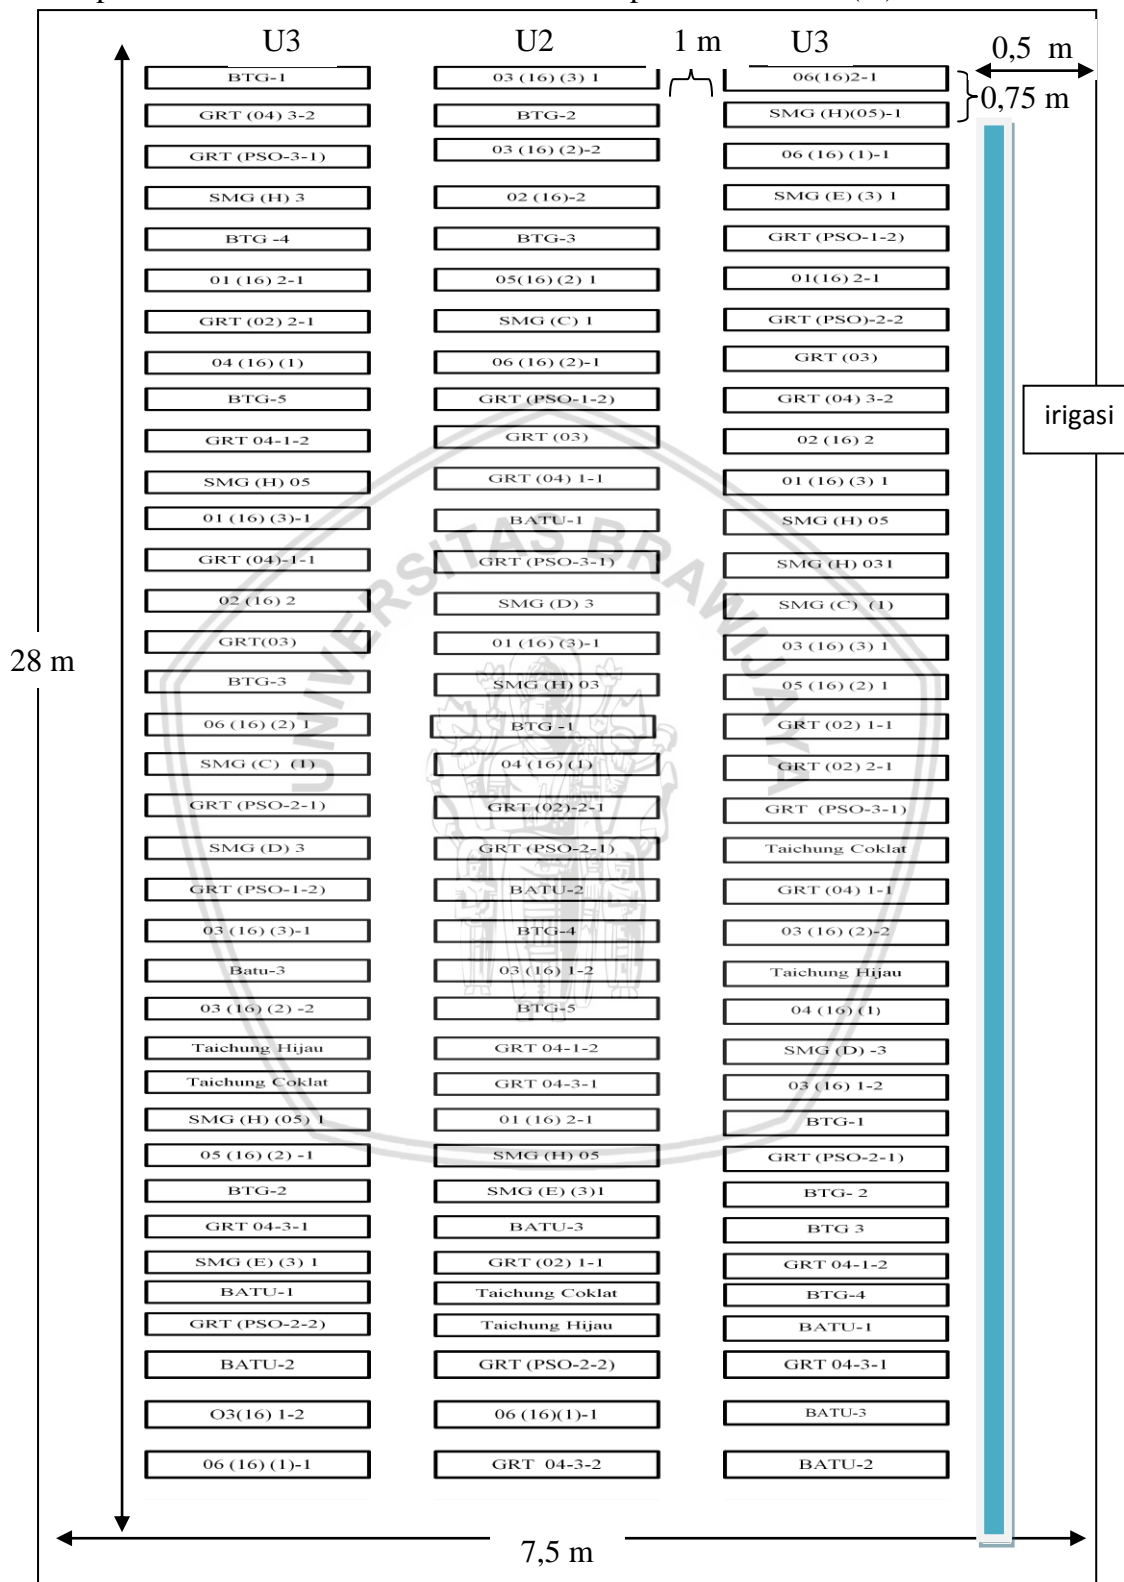 U3 U2 1 m U3 0,5 m
BTG-1 03 (16) (3) 1 06(16)2-1
0,75 m
GRT (04) 3-2 BTG-2 SMG (H)(05)-1
GRT (PSO-3-1) 03 (16) (2)-2 06 (16) (1)-1
SMG (H) 3 02 (16)-2 SMG (E) (3) 1
BTG -4 BTG-3 GRT (PSO-1-2)
01 (16) 2-1 05(16) (2) 1 01(16) 2-1
GRT (02) 2-1 SMG (C) 1 GRT (PSO)-2-2
04 (16) (1) 06 (16) (2)-1 GRT (03)
BTG-5 GRT (PSO-1-2) GRT (04) 3-2
irigasi
GRT 04-1-2 GRT (03) 02 (16) 2
SMG (H) 05 GRT (04) 1-1 01 (16) (3) 1
01 (16) (3)-1 BATU-1 SMG (H) 05
GRT (04)-1-1 GRT (PSO-3-1) SMG (H) 031
02 (16) 2 SMG (D) 3 SMG (C) (1)
GRT(03) 01 (16) (3)-1 03 (16) (3) 1
28 m
BTG-3 SMG (H) 03 05 (16) (2) 1
06 (16) (2) 1 BTG -1 GRT (02) 1-1
SMG (C) (1) 04 (16) (1) GRT (02) 2-1
GRT (PSO-2-1) GRT (02)-2-1 GRT (PSO-3-1)
SMG (D) 3 GRT (PSO-2-1) Taichung Coklat
GRT (PSO-1-2) BATU-2 GRT (04) 1-1
03 (16) (3)-1 BTG-4 03 (16) (2)-2
Batu-3 03 (16) 1-2 Taichung Hijau
03 (16) (2) -2 BTG-5 04 (16) (1)
Taichung Hijau GRT 04-1-2 SMG (D) -3
Taichung Coklat GRT 04-3-1 03 (16) 1-2
SMG (H) (05) 1 01 (16) 2-1 BTG-1
05 (16) (2) -1 SMG (H) 05 GRT (PSO-2-1)
BTG-2 SMG (E) (3)1 BTG- 2
GRT 04-3-1 BATU-3 BTG 3
SMG (E) (3) 1 GRT (02) 1-1 GRT 04-1-2
BATU-1 Taichung Coklat BTG-4
GRT (PSO-2-2) Taichung Hijau BATU-1
BATU-2 GRT (PSO-2-2) GRT 04-3-1
O3(16) 1-2 06 (16)(1)-1 BATU-3
06 (16) (1)-1 GRT 04-3-2 BATU-2
7,5 m
UNIVERSITAS BRAWIJAYA